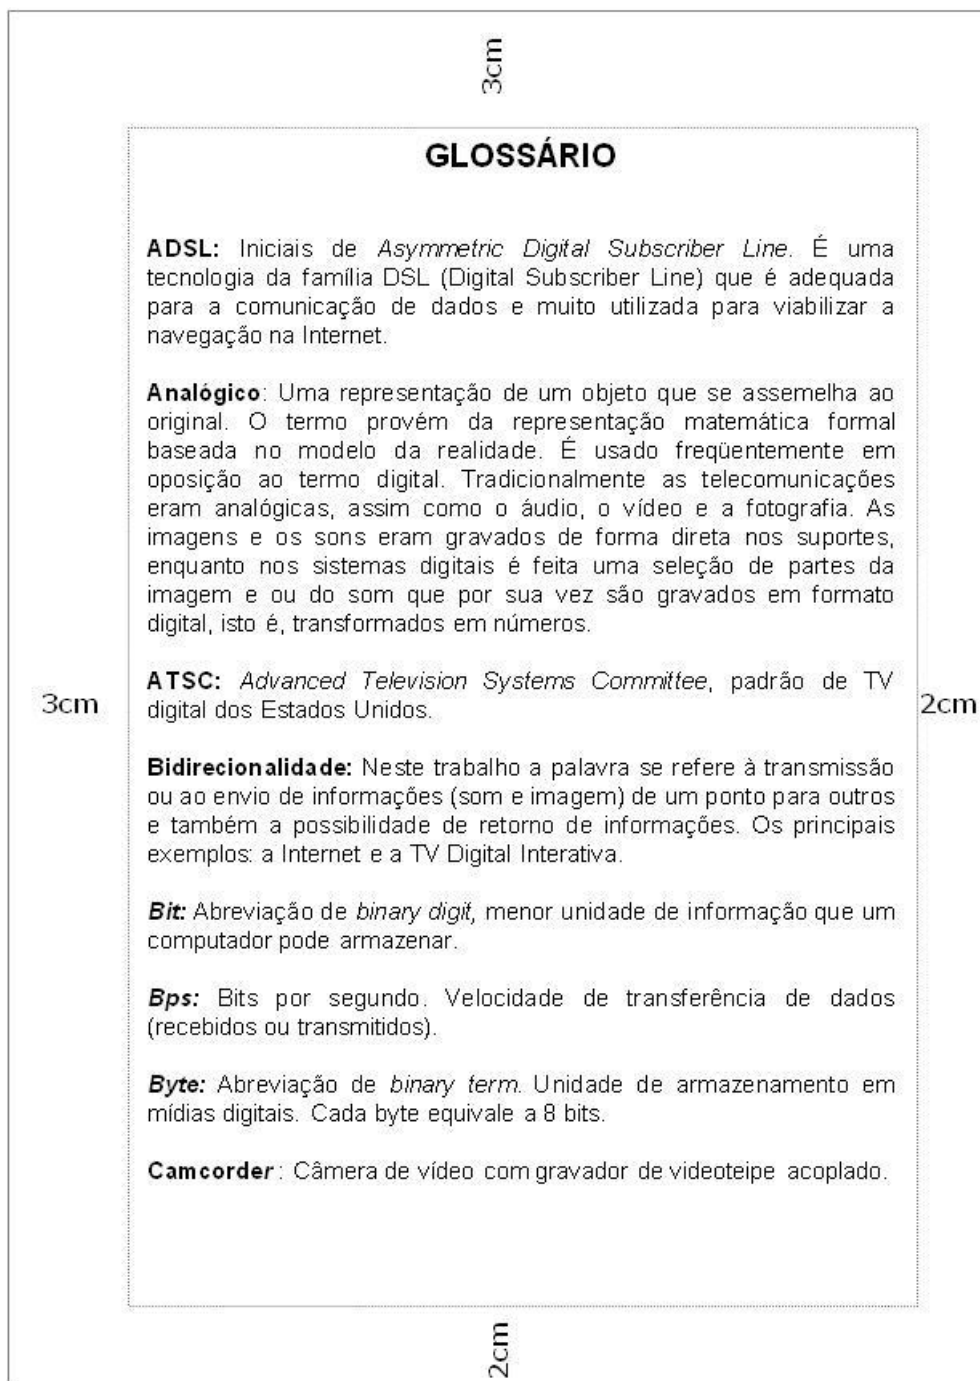 3cm
GLOSSÁRIO
ADSL: Iniciais de Asymmetric Digital Subscriber Line. É uma
tecnologia da família DSL (Digital Subscriber Line) que é adequada
para a comunicação de dados e muito utilizada para viabilizar a
navegação na Internet.
Analógico: Uma representação de um objeto que se assemelha ao
original. O termo provém da representação matemática formal
baseada no modelo da realidade. É usado freqüentemente em
oposição ao termo digital. Tradicionalmente as telecomunicações
eram analógicas, assim como o áudio, o vídeo e a fotografia. As
imagens e os sons eram gravados de forma direta nos suportes,
enquanto nos sistemas digitais é feita uma seleção de partes da
imagem e ou do som que por sua vez são gravados em formato
digital, isto é, transformados em números.
ATSC: Advanced Television Systems Committee, padrão de TV
digital dos Estados Unidos.
3cm
2cm
Bidirecionalidade: Neste trabalho a palavra se refere à transmissão
ou ao envio de informações (som e imagem) de um ponto para outros
e também a possibilidade de retorno de informações. Os principais
exemplos: a Internet e a TV Digital Interativa.
Bit: Abreviação de binary digit, menor unidade de informação que um
computador pode armazenar.
Bps: Bits por segundo. Velocidade de transferência de dados
(recebidos ou transmitidos).
Byte: Abreviação de binary term. Unidade de armazenamento em
mídias digitais. Cada byte equivale a 8 bits.
Camcorder: Câmera de vídeo com gravador de videoteipe acoplado.
2cm